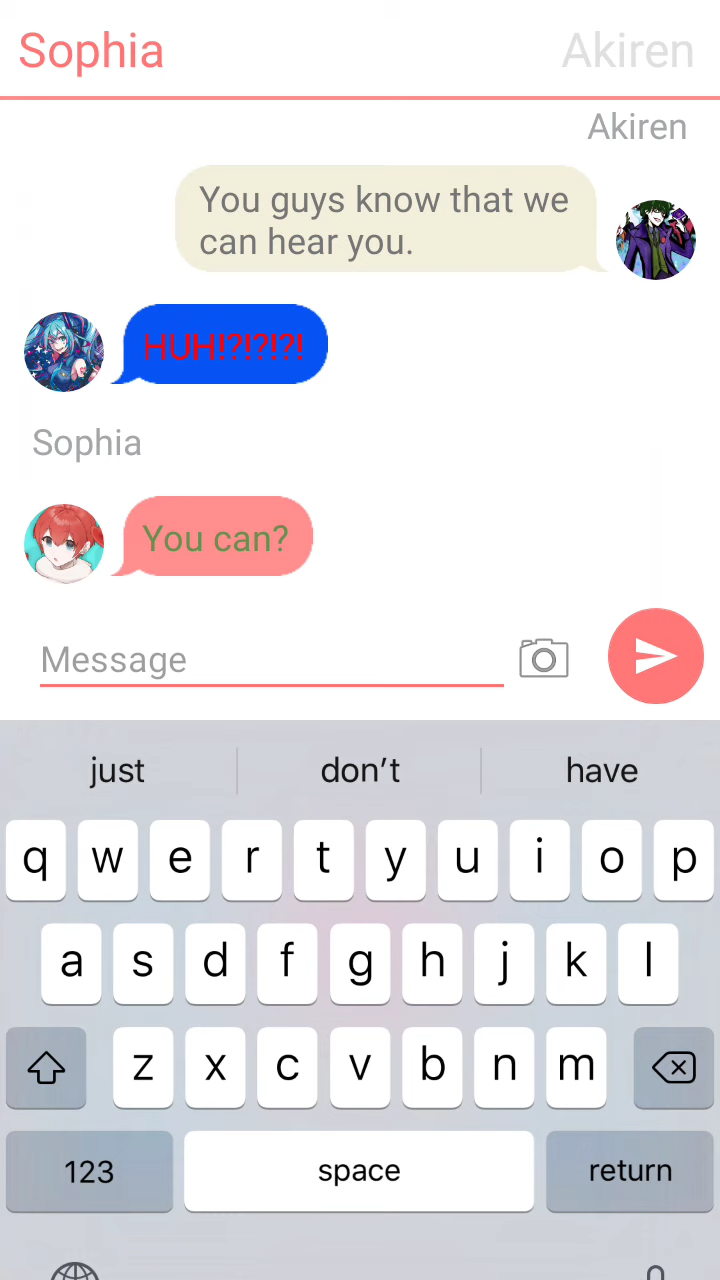 Sophia
Akiren
Akiren
You guys know that we
can hear you.
HUH!?!?!?!
Sophia
You can?
Message
just
don’t
have
q w e r t y u i o p
a s d f g h j k l
z x c v b n m
123
space
return